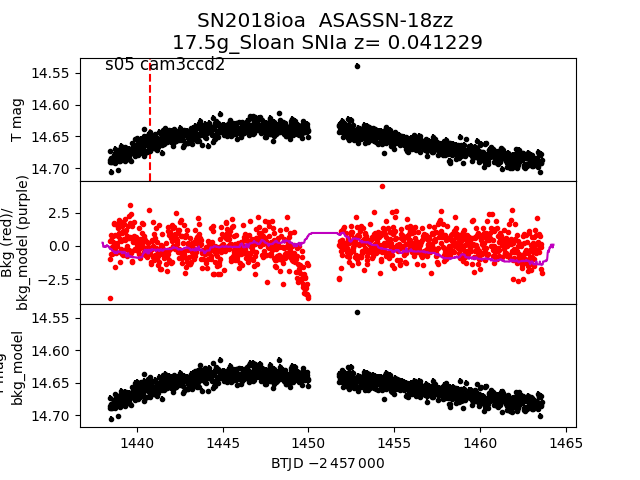 SN2018ioa ASASSN-18zz
17.5g_Sloan SNIa z= 0.041229
s05 cam3ccd2
T mag
14.55
14.60
14.65
14.70
Bkg (red)/
bkg_model (purple)
2.5
0.0
−2.5
mag
bkg_model
14.55
14.60
14.65
14.70
1440 1445 1450 1455 1460 1465
BTJD −2 457 000